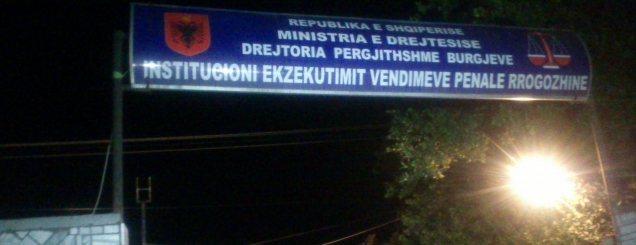 REPUBLIKA E SHQIPERISE
MINISTRIA E DREJTESISE
DREJTORIA PERGJITHSHME BURGJEVE
INSTITUCIONI EKZEKUTIMIT VENDIMEVE PENALE RROGOZHINE